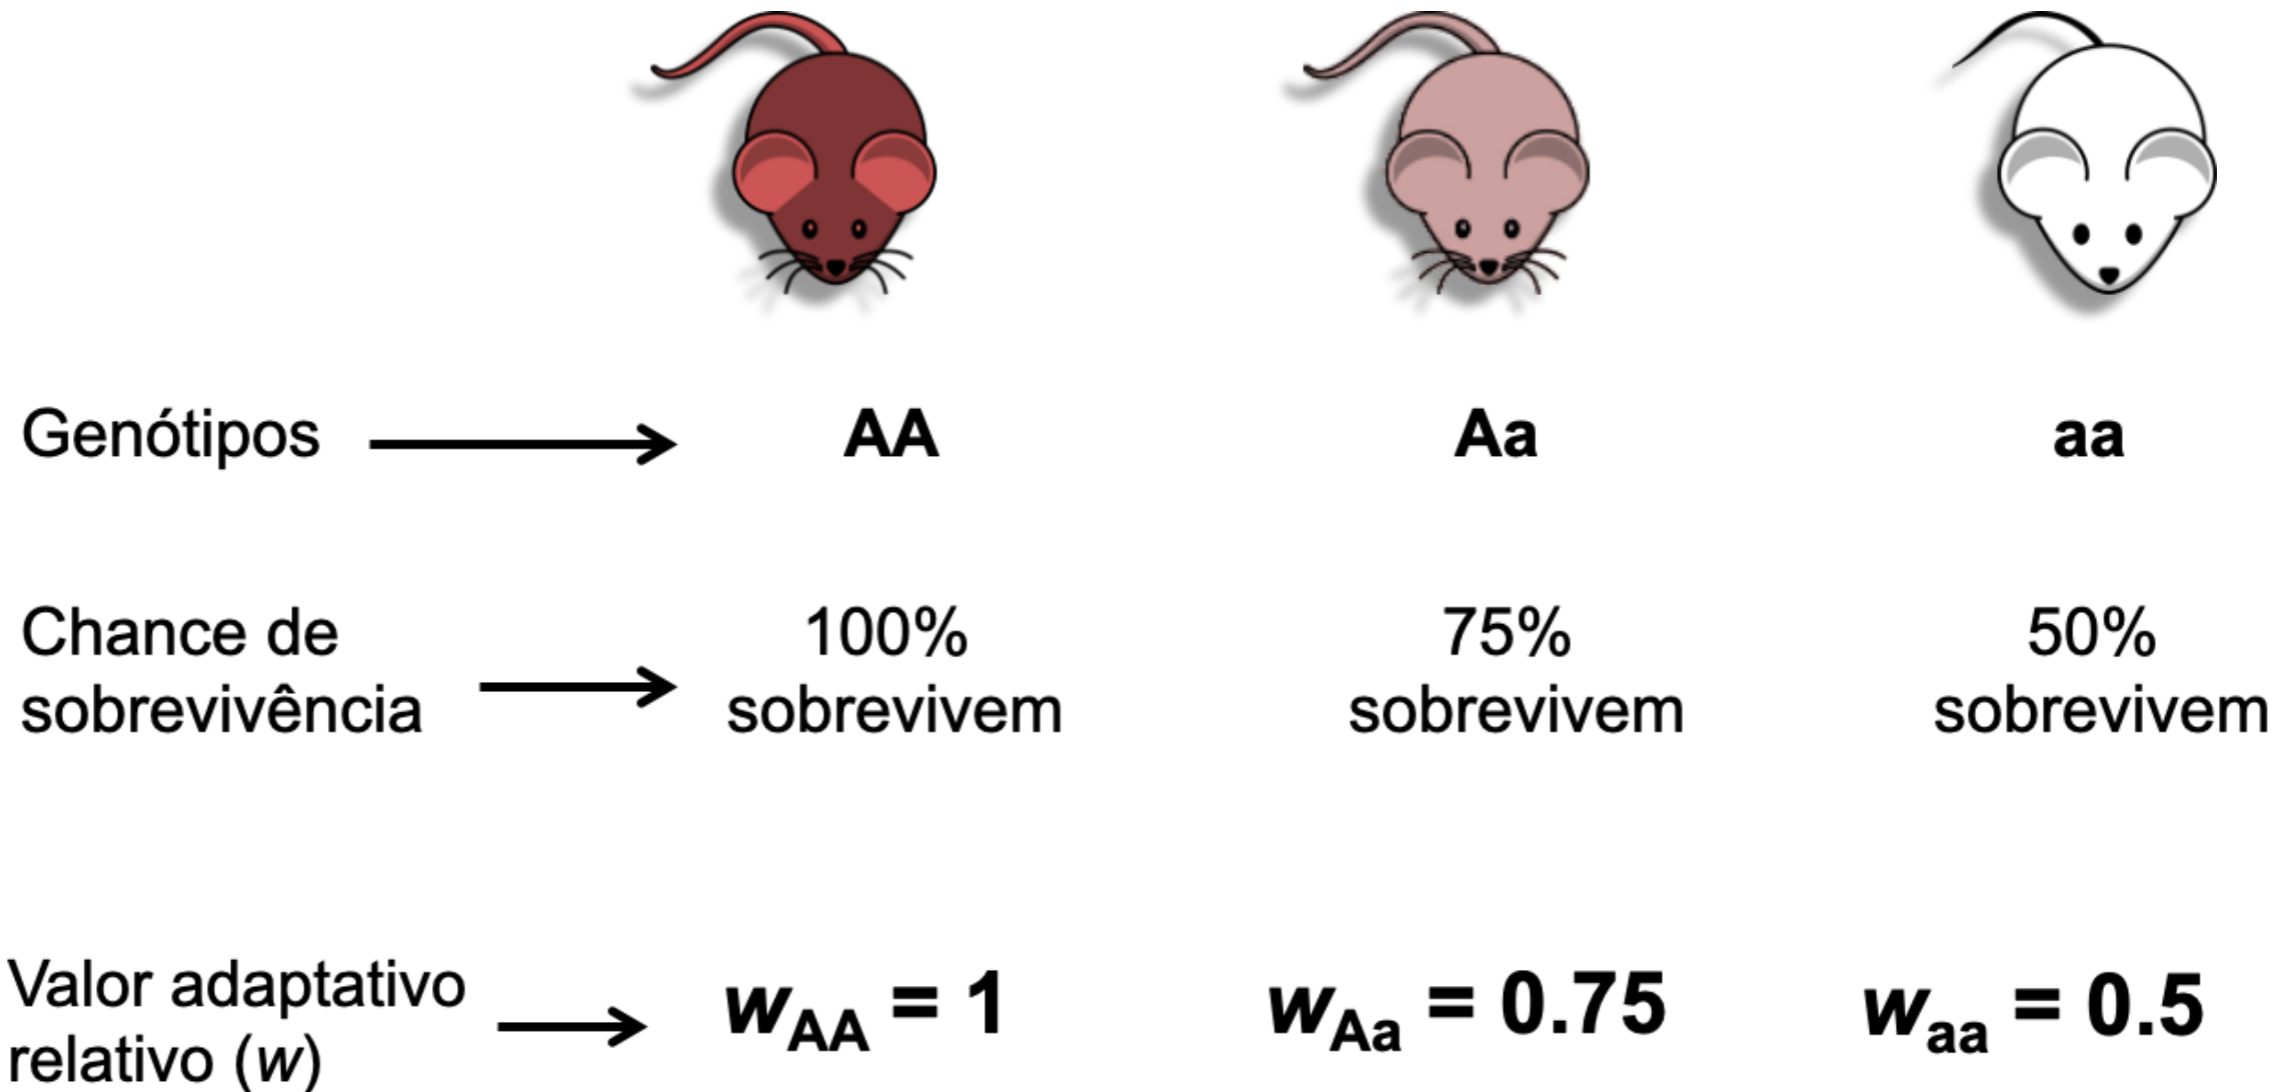 Genótipos AA Aa aa
Chance de 100% 75% 50%
sobrevivência sobrevivem sobrevivem sobrevivem
Valor adaptativo wAA = 1 wAa = 0.75 waa = 0.5
relativo (w)